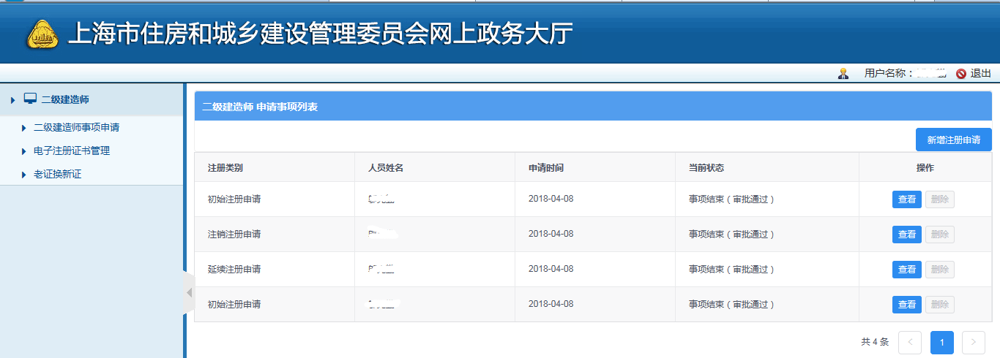 上海市住房和城乡建设管理委员会网上政务大厅
用户名称： 退出
二级建造师
二级建造师事项申请
电子注册证书管理
老证换新证
二级建造师 申请事项列表
新增注册申请
注册类别 人员姓名 申请时间 当前状态 操作
初始注册申请 2018-04-08 事项结束（审批通过） 查看 删除
注销注册申请 2018-04-08 事项结束（审批通过） 查看 删除
延续注册申请 2018-04-08 事项结束（审批通过） 查看 删除
初始注册申请 2018-04-08 事项结束（审批通过） 查看 删除
共 4 条 < 1 >